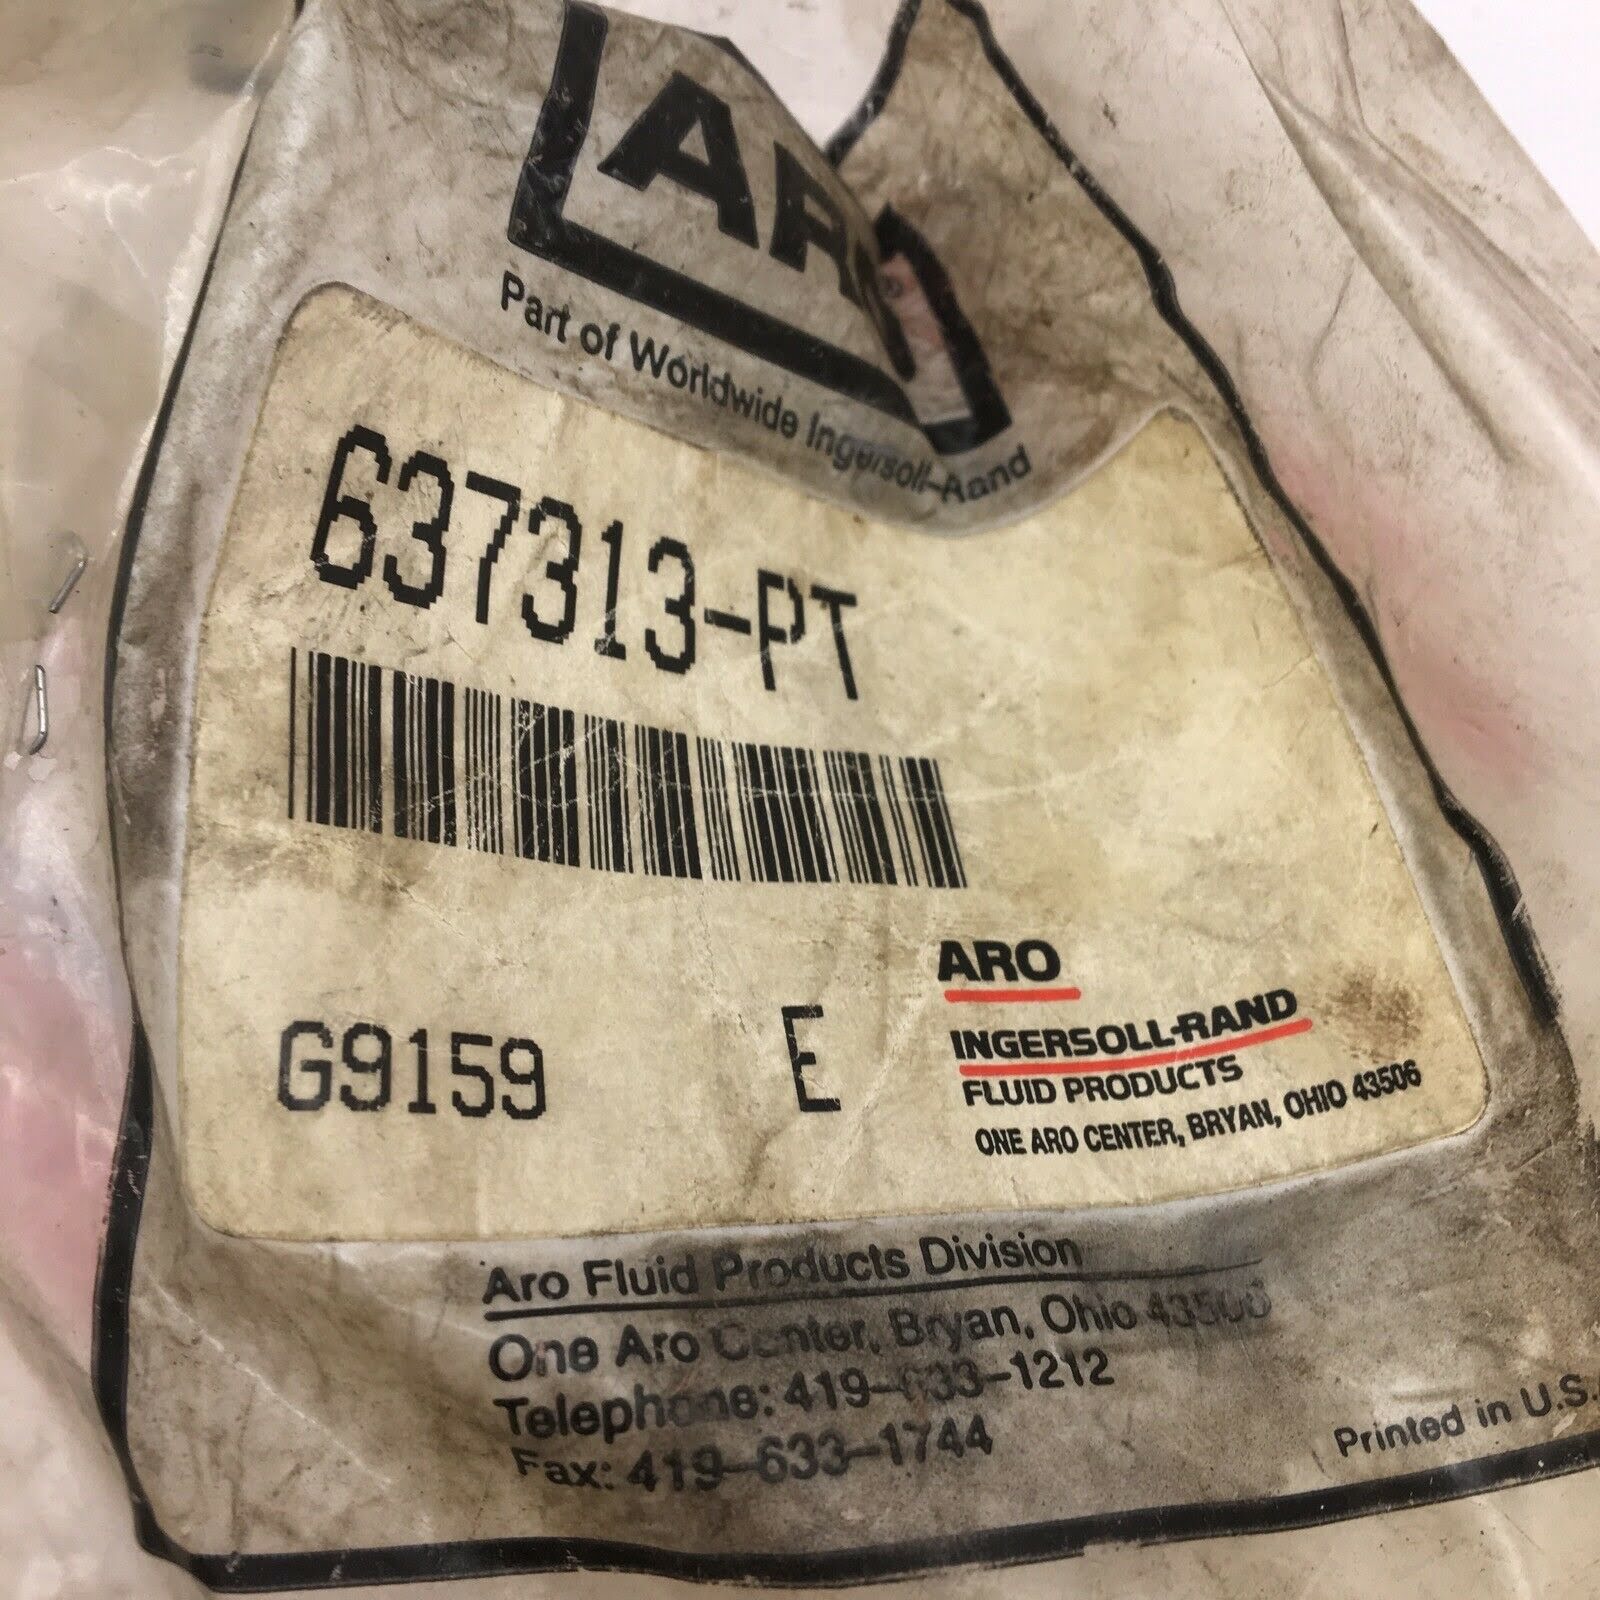 Part of Worldwide Ingersoll-Rand
637313-PT
G9159 E
ARO
INGERSOLL-RAND
FLUID PRODUCTS
ONE ARO CENTER, BRYAN, OHIO 43506
Aro Fluid Products Division
One Aro Center, Bryan, Ohio 43506
Telephone: 419-633-1212
Fax: 419-633-1744
Printed in U.S.